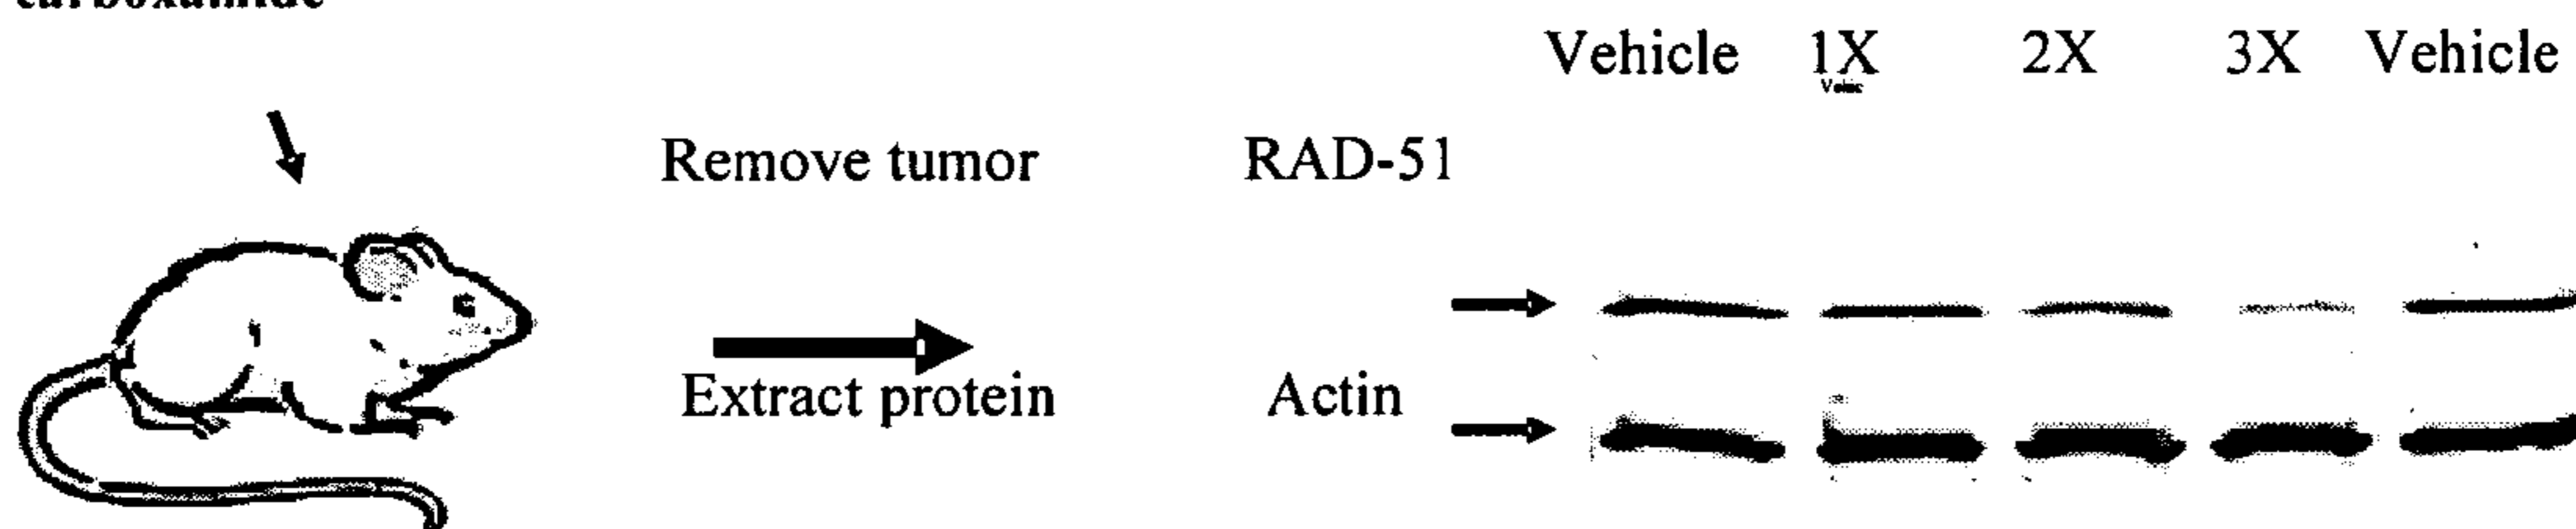 Vehicle 1X 2X 3X Vehicle
Remove tumor
RAD-51
Extract protein
Actin